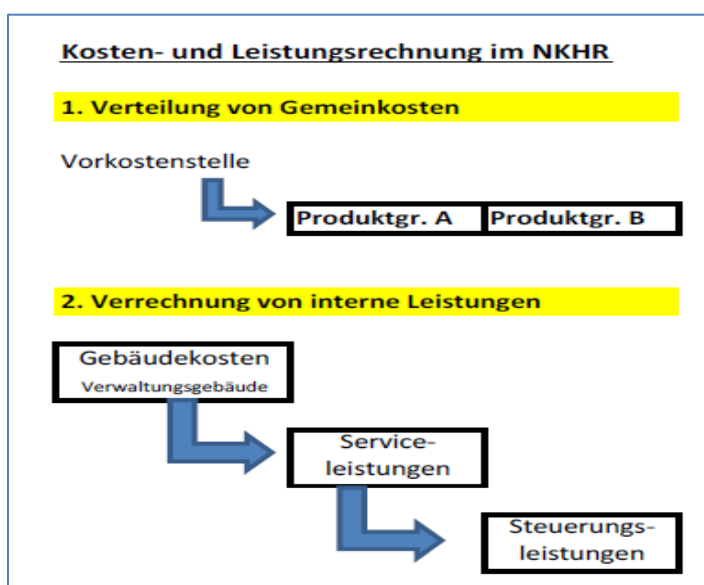 Kosten- und Leistungsrechnung im NKHR
1. Verteilung von Gemeinkosten
Vorkostenstelle
Produktgr. A Produktgr. B
2. Verrechnung von interne Leistungen
Gebäudekosten
Verwaltungsgebäude
Service-
leistungen
Steuerungs-
leistungen